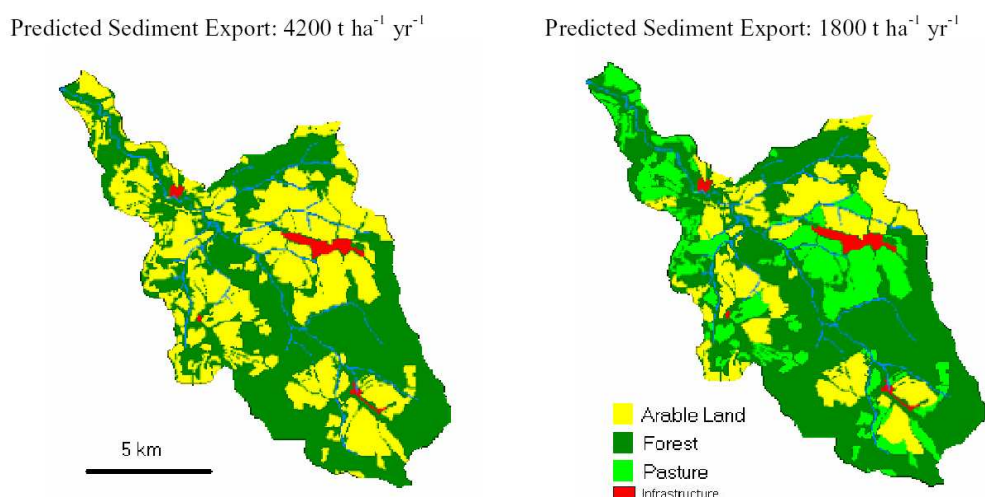 Predicted Sediment Export: 4200 t ha⁻¹ yr⁻¹
Predicted Sediment Export: 1800 t ha⁻¹ yr⁻¹
5 km
Arable Land
Forest
Pasture
Infrastructure